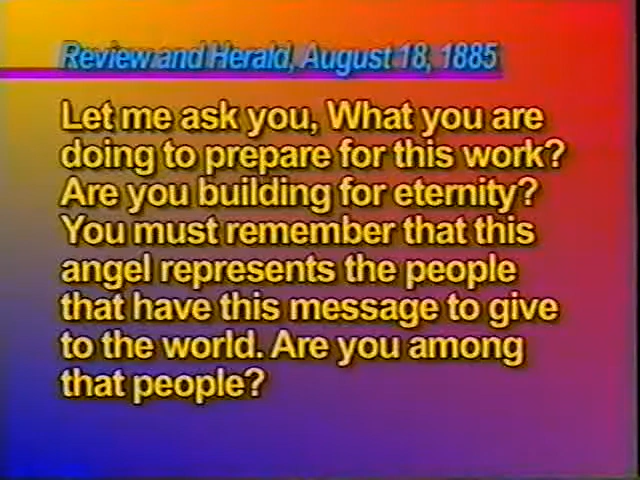 Review and Herald, August 18, 1885
Let me ask you, What you are
doing to prepare for this work?
Are you building for eternity?
You must remember that this
angel represents the people
that have this message to give
to the world. Are you among
that people?